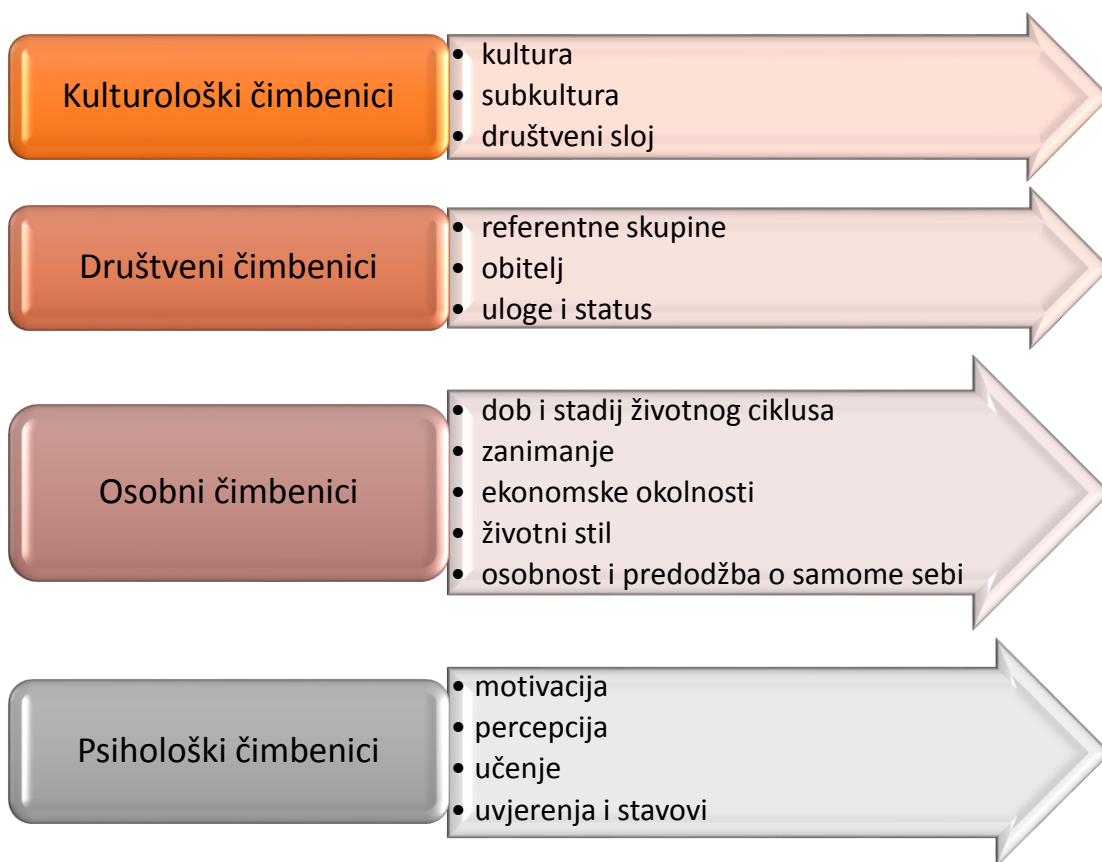 Kulturološki čimbenici
• kultura
• subkultura
• društveni sloj
Društveni čimbenici
• referentne skupine
• obitelj
• uloge i status
Osobni čimbenici
• dob i stadij životnog ciklusa
• zanimanje
• ekonomske okolnosti
• životni stil
• osobnost i predodžba o samome sebi
Psihološki čimbenici
• motivacija
• percepcija
• učenje
• uvjerenja i stavovi